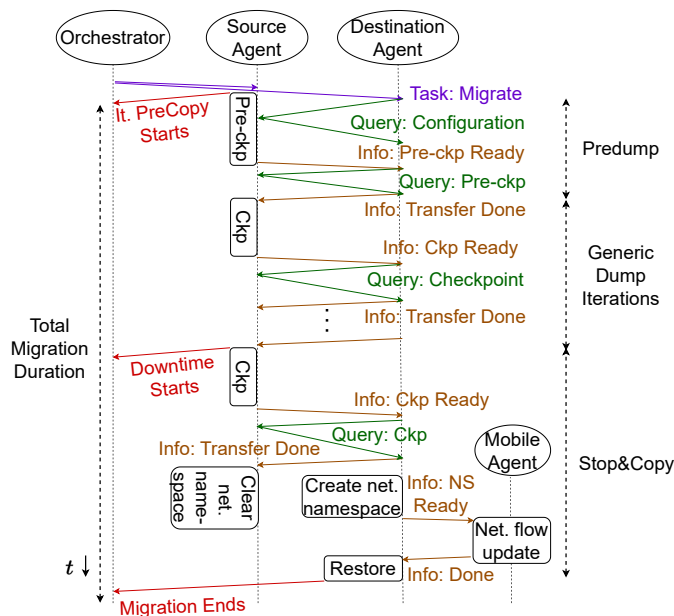 Orchestrator
Source
Agent
Destination
Agent
Task: Migrate
It. PreCopy
Starts
Pre-ckp
Query: Configuration
Info: Pre-ckp Ready
Predump
Query: Pre-ckp
Info: Transfer Done
Ckp
Info: Ckp Ready
Generic
Dump
Iterations
Query: Checkpoint
Info: Transfer Done
⋮
Total
Migration
Duration
Downtime
Starts
Ckp
Info: Ckp Ready
Query: Ckp
Info: Transfer Done
Mobile
Agent
Stop&Copy
Clear
net.
name-
space
Create net.
namespace
Info: NS
Ready
Net. flow
update
t ↓
Restore
Info: Done
Migration Ends